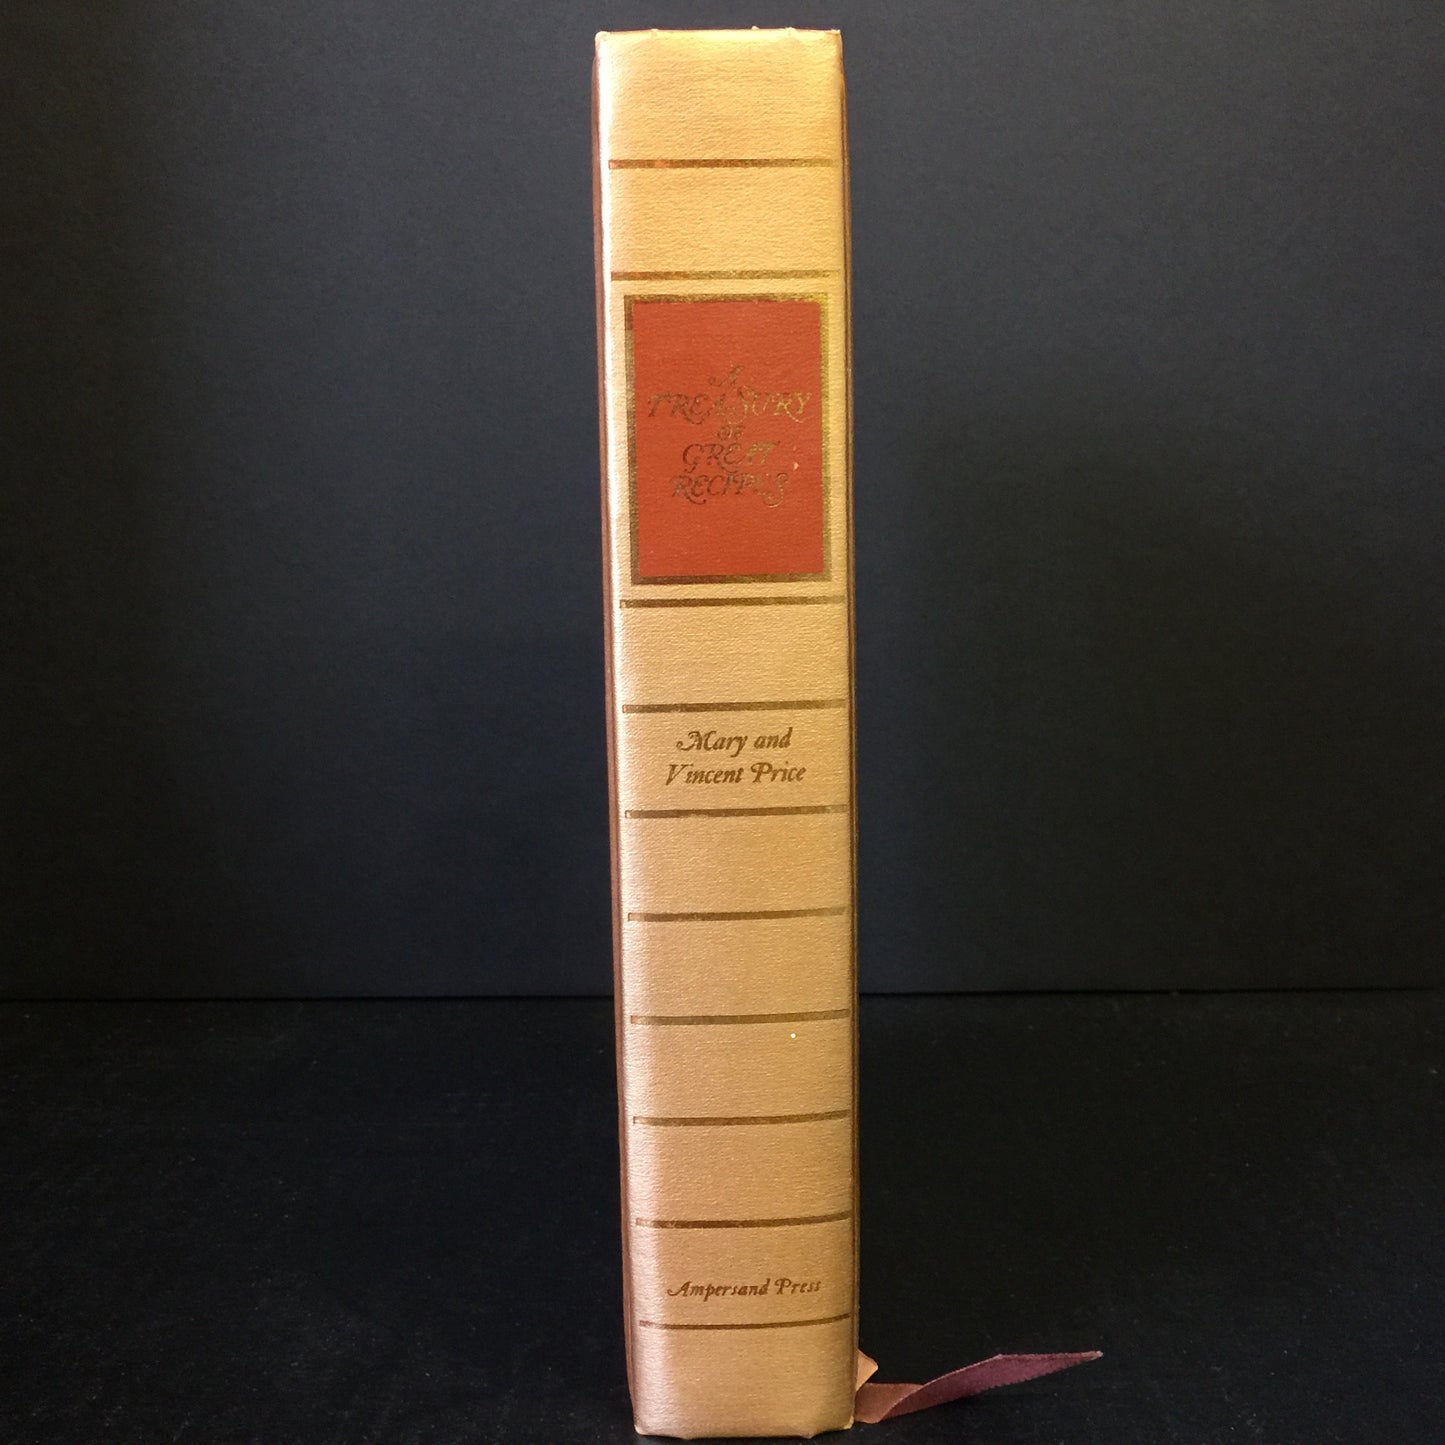 A
TREASURY
OF
GREAT
RECIPES
Mary and
Vincent Price
Ampersand Press